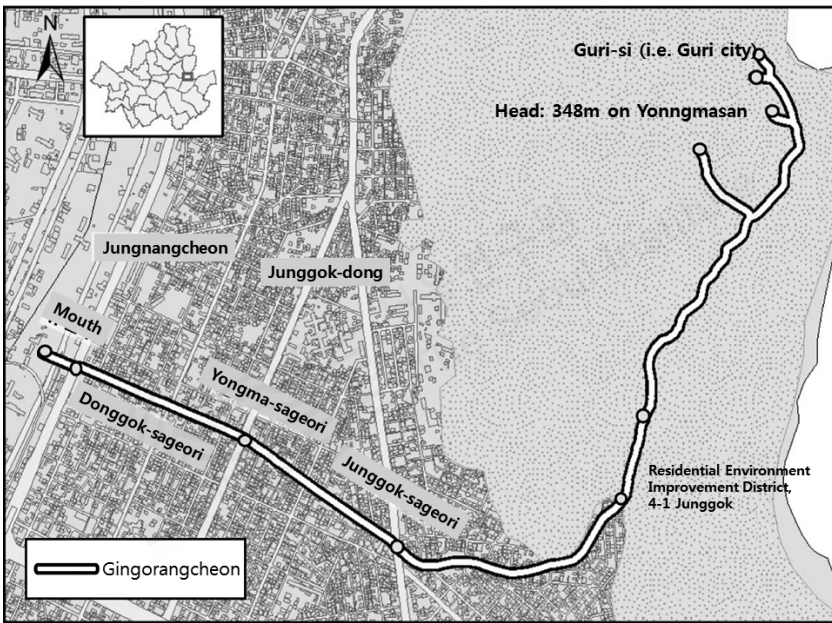 N
Guri-si (i.e. Guri city)
Head: 348m on Yonngmasan
Jungnangcheon
Junggok-dong
Mouth
Yongma-sageori
Donggok-sageori
Junggok-sageori
Residential Environment
Improvement District,
4-1 Junggok
Gingorangcheon